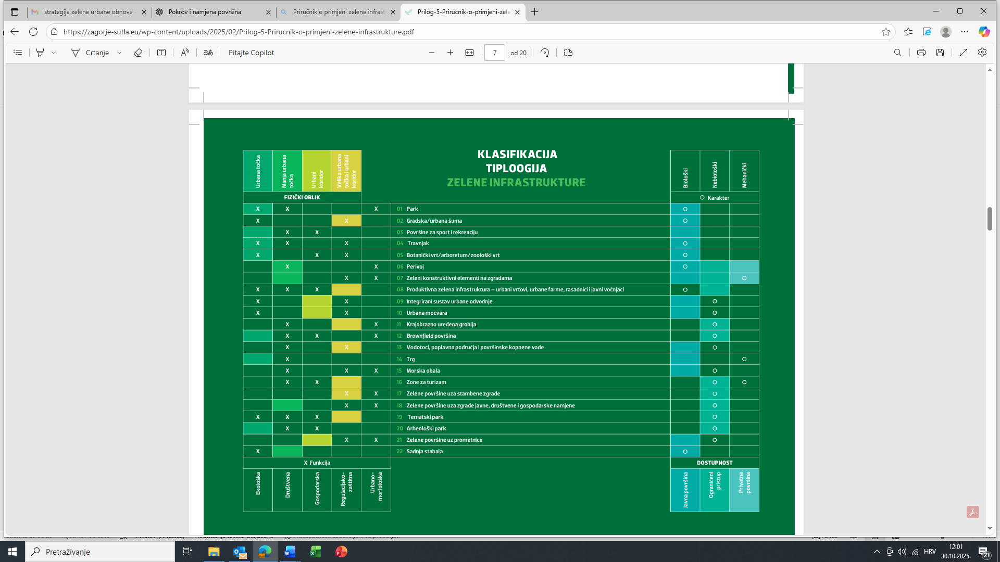 strategija zelene urbane obnove -
Pokrov i namjena površina
Priručnik o primjeni zelene infrast
Prilog-5-Prirucnik-o-primjeni-zele
https://zagorje-sutla.eu/wp-content/uploads/2025/02/Prilog-5-Prirucnik-o-primjeni-zelene-infrastrukture.pdf
Crtanje
Pitajte Copilot
7
od 20
KLASIFIKACIJA
TIPLOOGIJA
ZELENE INFRASTRUKTURE
Urbana točka
Manja urbana
točka
Urbani
koridor
Velika urbana
točka i urbani
koridor
Biološki
Nebiološki
Mehanički
FIZIČKI OBLIK
O Karakter
X X X 01 Park O
X X 02 Gradska/urbana šuma O
X X 03 Površine za sport i rekreaciju
X X X 04 Travnjak O
X X X 05 Botanički vrt/arboretum/zoološki vrt O
X X 06 Perivoj O
X X 07 Zeleni konstruktivni elementi na zgradama O
X X X 08 Produktivna zelena infrastruktura – urbani vrtovi, urbane farme, rasadnici i javni voćnjaci O
X X 09 Integrirani sustav urbane odvodnje O
X X 10 Urbana močvara O
X X 11 Krajobrazno uređena groblja O
X X X 12 Brownfield površina O
X X 13 Vodotoci, poplavna područja i površinske kopnene vode O
X 14 Trg O
X X X 15 Morska obala O
X X 16 Zone za turizam O O
X X 17 Zelene površine uza stambene zgrade O
X X 18 Zelene površine uza zgrade javne, društvene i gospodarske namjene O
X X X 19 Tematski park O
X X 20 Arheološki park O
X X 21 Zelene površine uz prometnice O
X 22 Sadnja stabala O
X Funkcija
DOSTUPNOST
Ekološka
Društvena
Gospodarska
Regulacijsko-
zaštitna
Urbano-
morfološka
Javna površina
Ograničeni
pristup
Privatna
površina
Pretraživanje
HRV
12:01
30.10.2025.
21